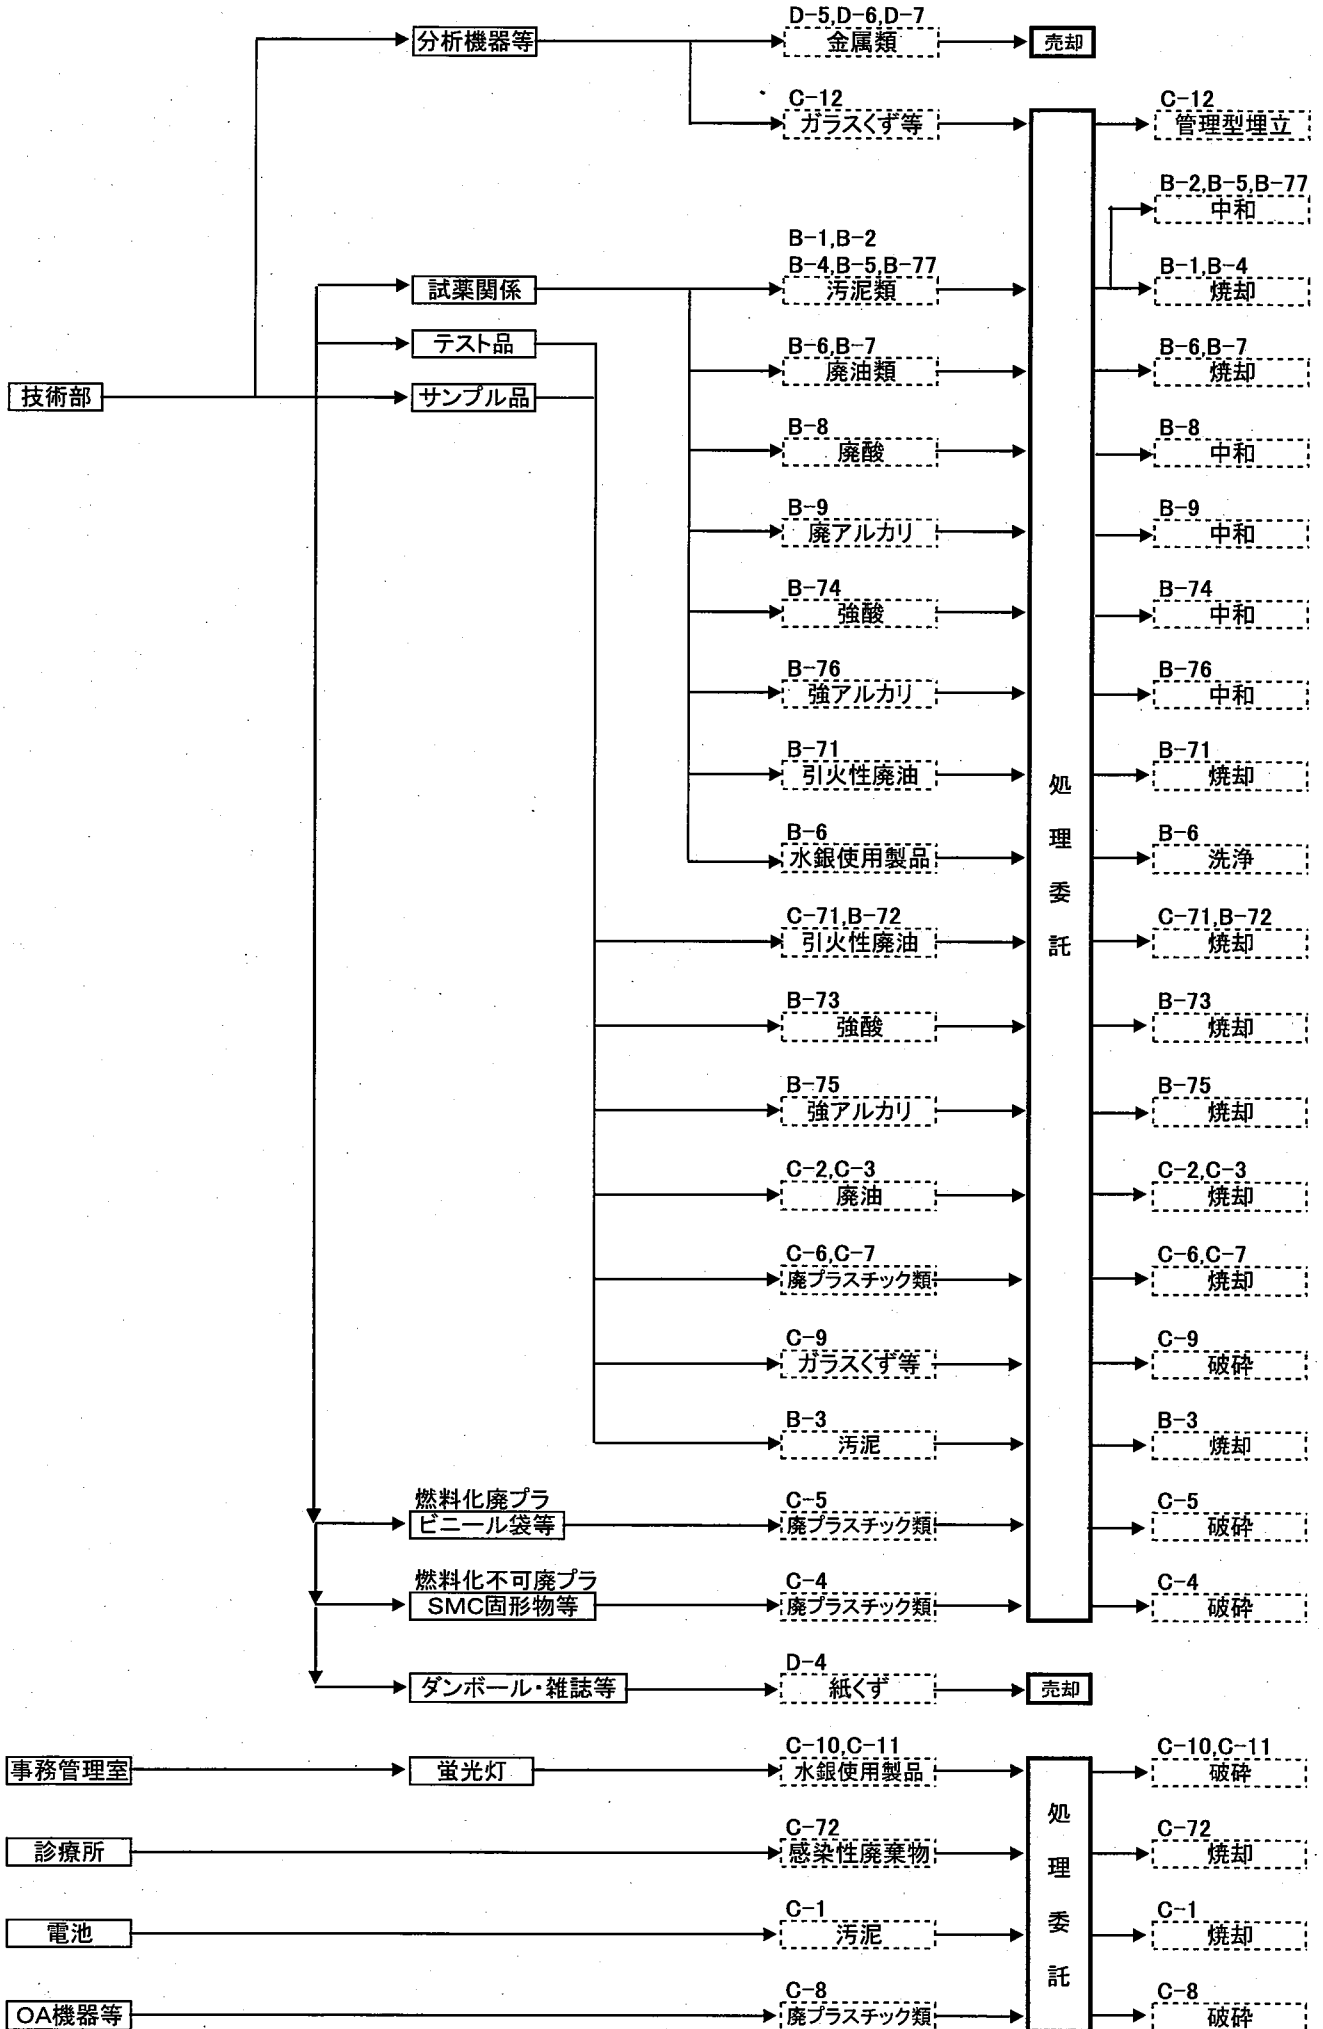 D-5,D-6,D-7
分析機器等
金属類
売却
C-12
ガラスくず等
C-12
管理型埋立
B-2,B-5,B-77
中和
B-1,B-2
B-4,B-5,B-77
試薬関係
汚泥類
B-1,B-4
焼却
テスト品
B-6,B-7
廃油類
B-6,B-7
焼却
技術部
サンプル品
B-8
廃酸
B-8
中和
B-9
廃アルカリ
B-9
中和
B-74
強酸
B-74
中和
B-76
強アルカリ
B-76
中和
B-71
引火性廃油
B-71
焼却
処理委託
B-6
水銀使用製品
B-6
洗浄
C-71,B-72
引火性廃油
C-71,B-72
焼却
B-73
強酸
B-73
焼却
B-75
強アルカリ
B-75
焼却
C-2,C-3
廃油
C-2,C-3
焼却
C-6,C-7
廃プラスチック類
C-6,C-7
焼却
C-9
ガラスくず等
C-9
破砕
B-3
汚泥
B-3
焼却
燃料化廃プラ
ビニール袋等
C-5
廃プラスチック類
C-5
破砕
燃料化不可廃プラ
SMC固形物等
C-4
廃プラスチック類
C-4
破砕
ダンボール・雑誌等
D-4
紙くず
売却
事務管理室
蛍光灯
C-10,C-11
水銀使用製品
C-10,C-11
破砕
処理委託
診療所
C-72
感染性廃棄物
C-72
焼却
電池
C-1
汚泥
C-1
焼却
OA機器等
C-8
廃プラスチック類
C-8
破砕